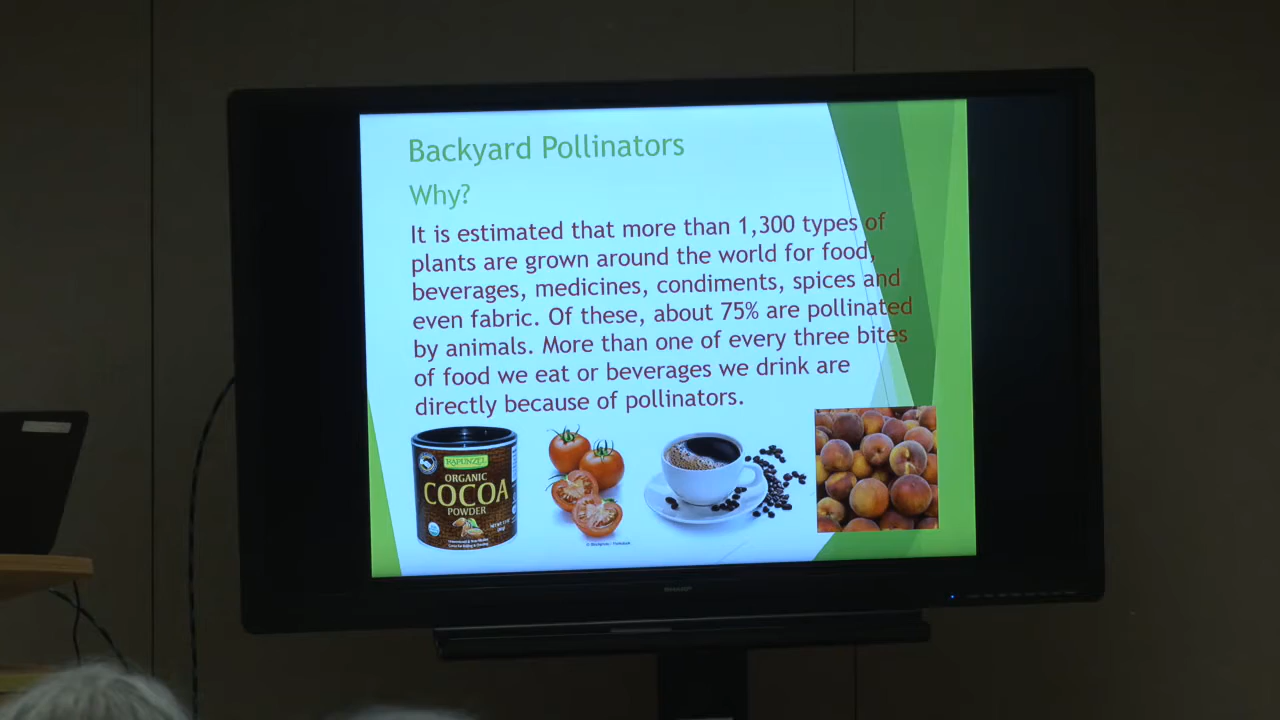 Backyard Pollinators
Why?
It is estimated that more than 1,300 types of
plants are grown around the world for food,
beverages, medicines, condiments, spices and
even fabric. Of these, about 75% are pollinated
by animals. More than one of every three bites
of food we eat or beverages we drink are
directly because of pollinators.
RAPUNZEL
ORGANIC
COCOA
POWDER
SHARP